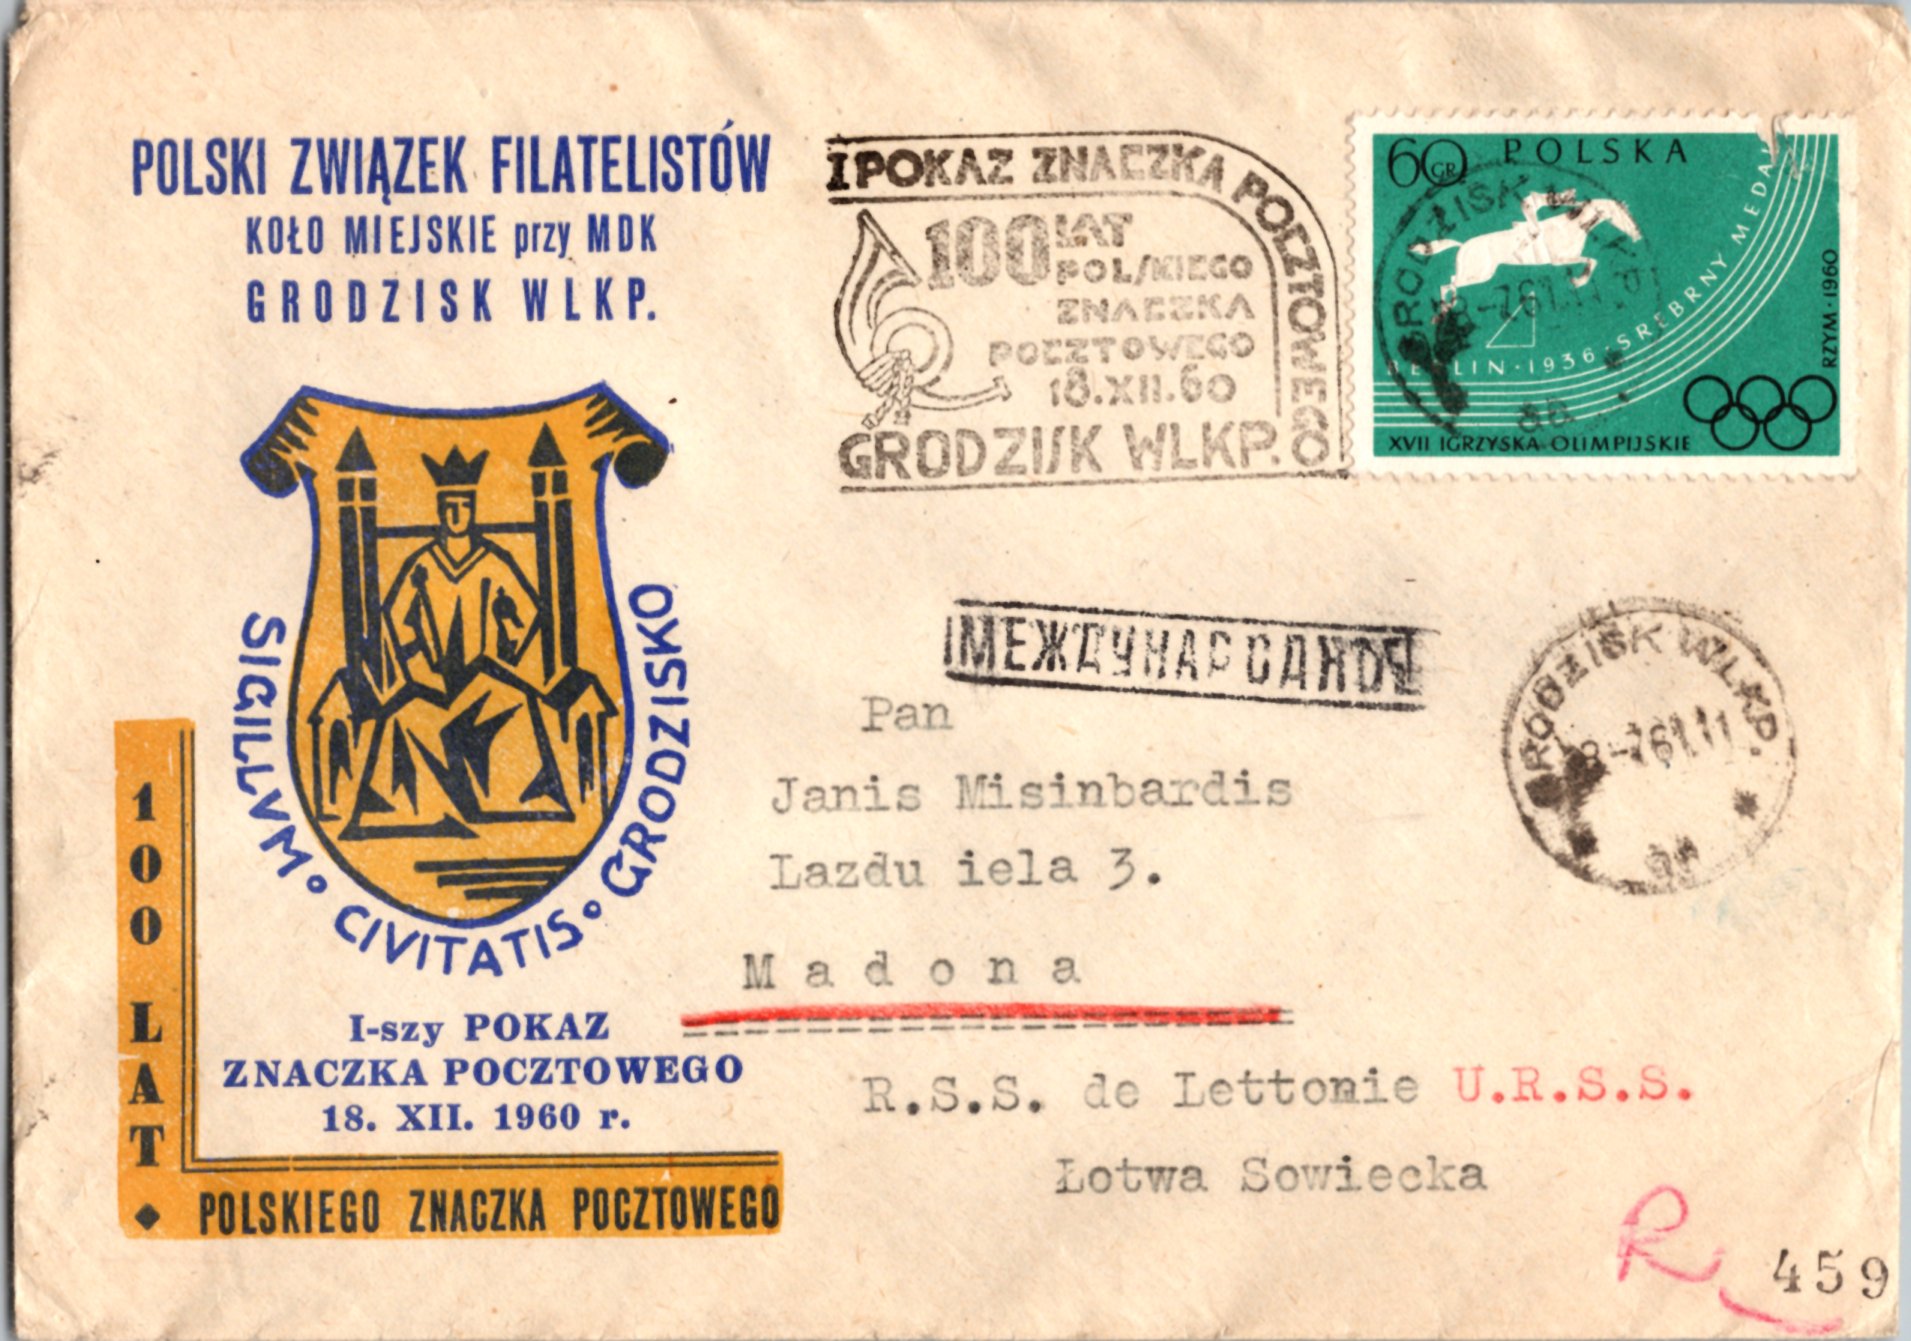 POLSKI ZWIĄZEK FILATELISTÓW
KOŁO MIEJSKIE przy MDK
GRODZISK WLKP.
SIGILLVM ∘ CIVITATIS ∘ GRODZISKO
100 LAT ◆
I-szy POKAZ
ZNACZKA POCZTOWEGO
18. XII. 1960 r.
POLSKIEGO ZNACZKA POCZTOWEGO
I POKAZ ZNACZKA POCZTOWEGO
100 LAT
POLSKIEGO
ZNACZKA
POCZTOWEGO
18.XII.60
GRODZISK WLKP.
60 GR POLSKA
BERLIN · 1936 · SREBRNY MEDAL
RZYM · 1960
XVII IGRZYSKA OLIMPIJSKIE
GRODZISK WLKP.
МЕЖДУНАРОДНОЕ
GRODZISK WLKP.
Pan
Janis Misinbardis
Lazdu iela 3.
Madona
R.S.S. de Lettonie U.R.S.S.
Łotwa Sowiecka
R
459